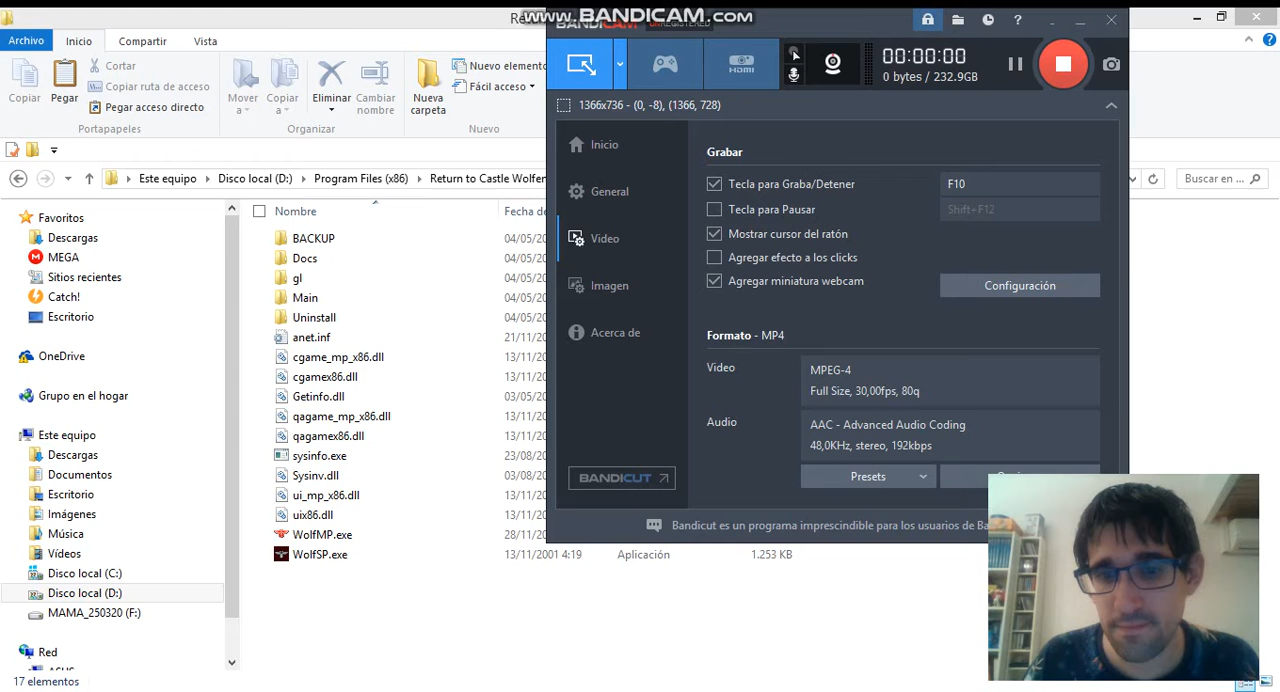 Re
www.BANDICAM.com
Archivo
Inicio
Compartir
Vista
Copiar
Pegar
Cortar
Copiar ruta de acceso
Pegar acceso directo
Portapapeles
Mover a
Copiar a
Eliminar
Cambiar nombre
Organizar
Nueva carpeta
Nuevo elemento
Fácil acceso
Nuevo
Este equipo
Disco local (D:)
Program Files (x86)
Return to Castle Wolfen
Buscar en ...
Favoritos
Descargas
MEGA
Sitios recientes
Catch!
Escritorio
OneDrive
Grupo en el hogar
Este equipo
Descargas
Documentos
Escritorio
Imágenes
Música
Vídeos
Disco local (C:)
Disco local (D:)
MAMA_250320 (F:)
Red
17 elementos
Nombre
Fecha de
BACKUP 04/05/20
Docs 04/05/20
gl 04/05/20
Main 04/05/20
Uninstall 04/05/20
anet.inf 21/11/20
cgame_mp_x86.dll 13/11/20
cgamex86.dll 13/11/20
Getinfo.dll 03/05/20
qagame_mp_x86.dll 13/11/20
qagamex86.dll 13/11/20
sysinfo.exe 23/08/20
Sysinv.dll 03/08/20
ui_mp_x86.dll 13/11/20
uix86.dll 13/11/20
WolfMP.exe 28/11/20
WolfSP.exe 13/11/2001 4:19 Aplicación 1.253 KB
HDMI
00:00:00
0 bytes / 232.9GB
1366x736 - (0, -8), (1366, 728)
Inicio
General
Video
Imagen
Acerca de
BANDICUT
Grabar
Tecla para Graba/Detener F10
Tecla para Pausar Shift+F12
Mostrar cursor del ratón
Agregar efecto a los clicks
Agregar miniatura webcam
Configuración
Formato - MP4
Video
MPEG-4
Full Size, 30,00fps, 80q
Audio
AAC - Advanced Audio Coding
48,0KHz, stereo, 192kbps
Presets
Bandicut es un programa imprescindible para los usuarios de Ba